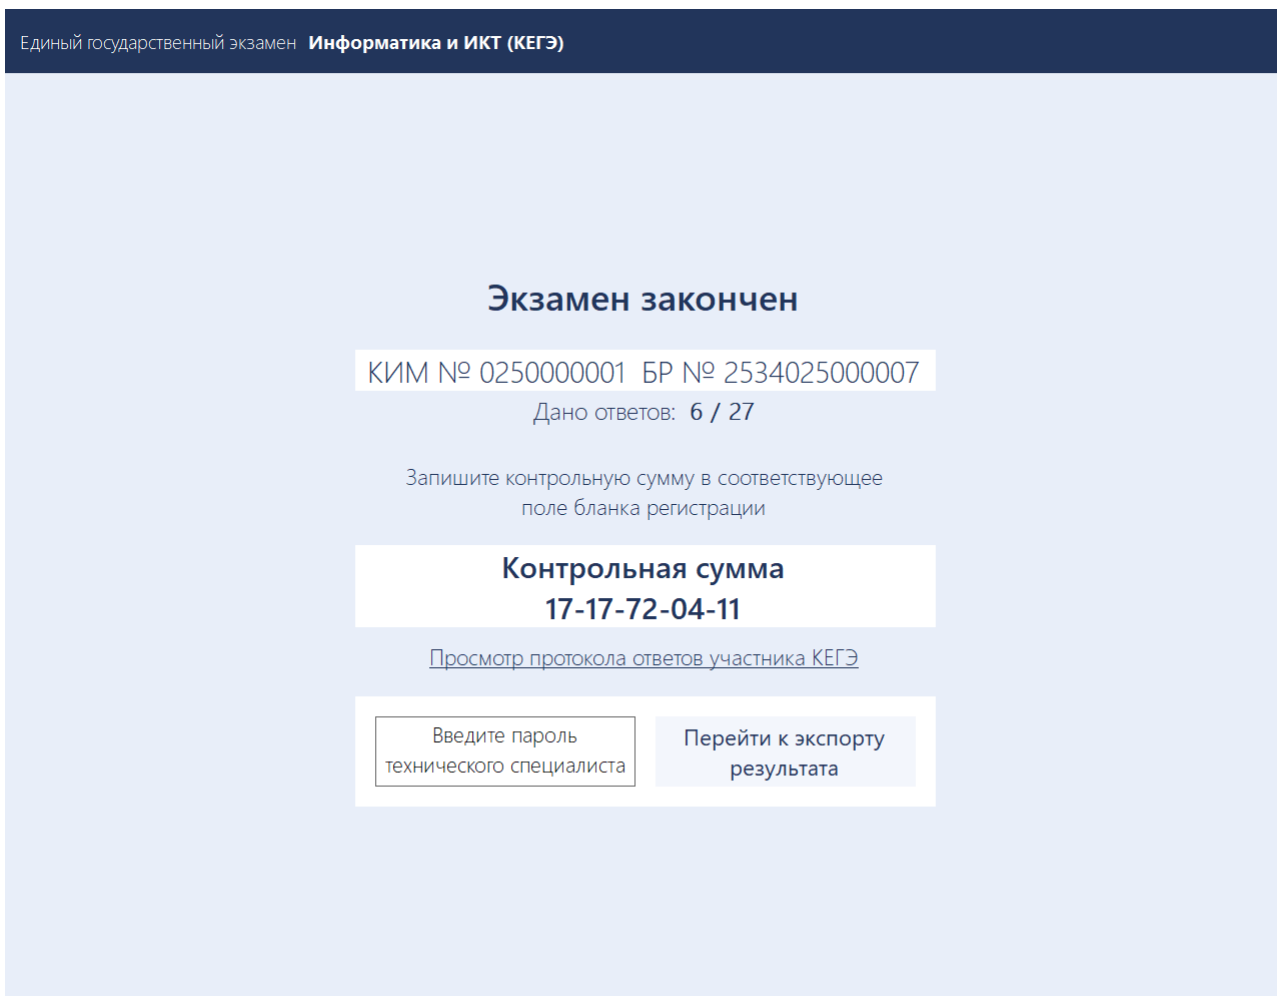 Единый государственный экзамен Информатика и ИКТ (КЕГЭ)
Экзамен закончен
КИМ № 0250000001 БР № 2534025000007
Дано ответов: 6 / 27
Запишите контрольную сумму в соответствующее
поле бланка регистрации
Контрольная сумма
17-17-72-04-11
Просмотр протокола ответов участника КЕГЭ
Введите пароль
технического специалиста
Перейти к экспорту
результата